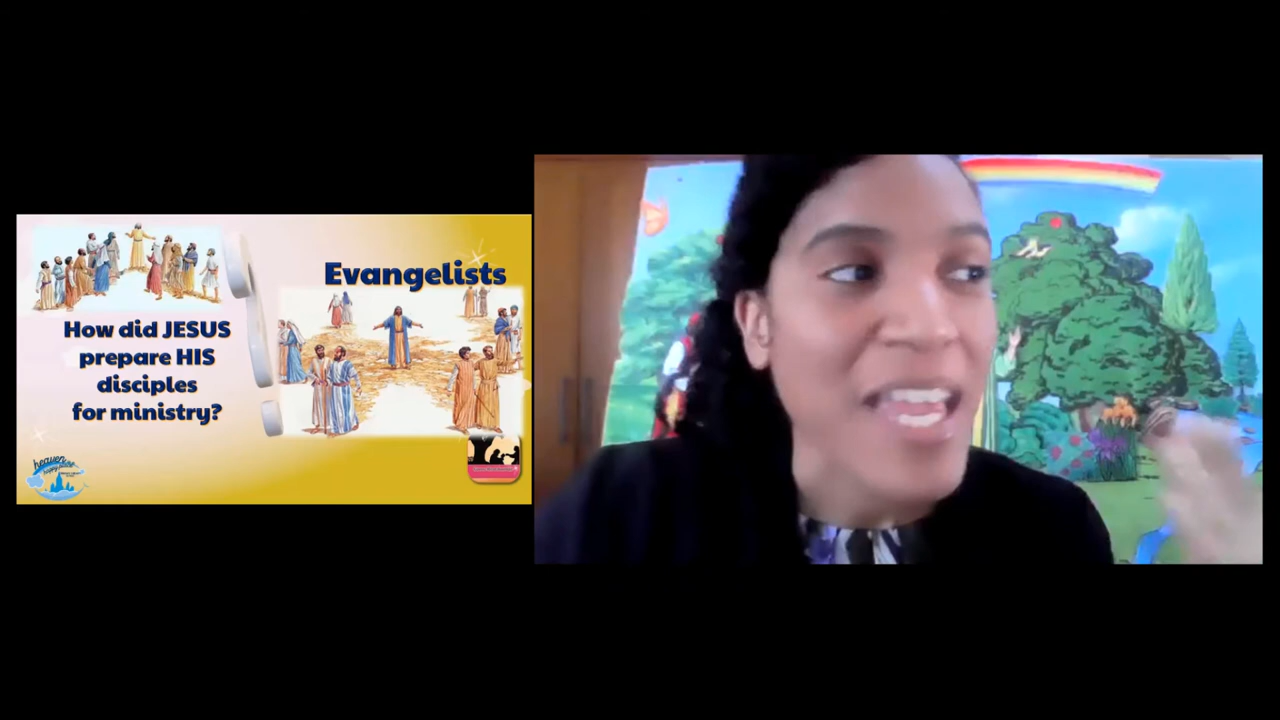 Evangelists
How did JESUS
prepare HIS
disciples
for ministry?